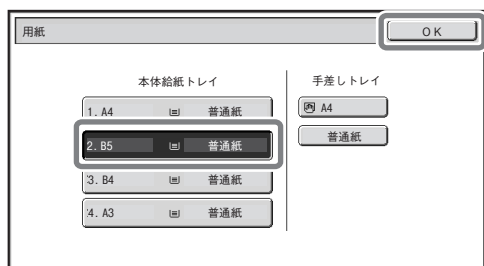 用紙
OK
本体給紙トレイ
手差しトレイ
1. A4 普通紙
A4
2. B5 普通紙
普通紙
3. B4 普通紙
4. A3 普通紙